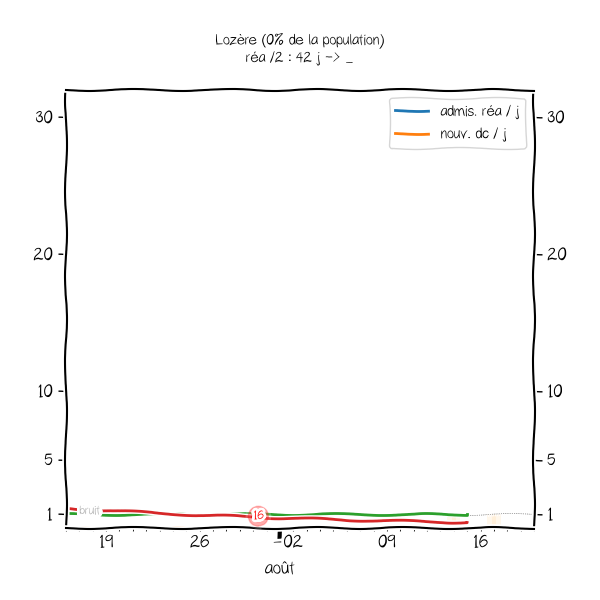 Lozère (0% de la population)
réa /2 : 42 j -> _
admis. réa / j
nouv. dc / j
30
30
20
20
10
10
5
5
1
bruit
16
1
19
26
02
09
16
août